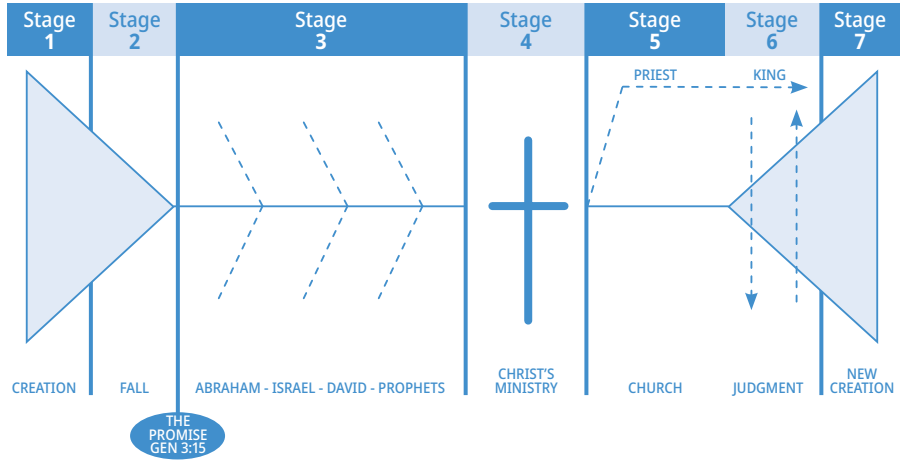 Stage
1
Stage
2
Stage
3
Stage
4
Stage
5
Stage
6
Stage
7
PRIEST
KING
CREATION
FALL
ABRAHAM - ISRAEL - DAVID - PROPHETS
CHRIST'S
MINISTRY
CHURCH
JUDGMENT
NEW
CREATION
THE
PROMISE
GEN 3:15